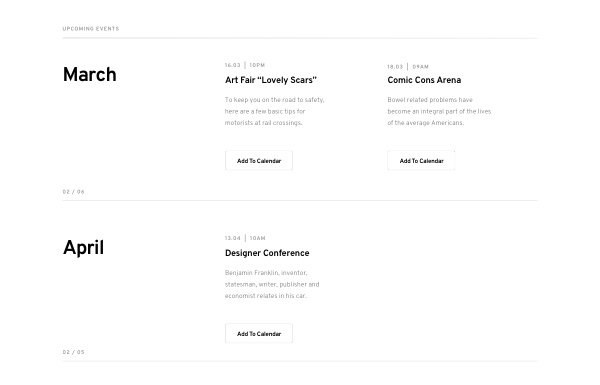 UPCOMING EVENTS
March
16.03 | 10PM
Art Fair “Lovely Scars”
To keep you on the road to safety,
here are a few basic tips for
motorists at rail crossings.
Add To Calendar
18.03 | 09AM
Comic Cons Arena
Bowel related problems have
become an integral part of the lives
of the average Americans.
Add To Calendar
02 / 06
April
13.04 | 10AM
Designer Conference
Benjamin Franklin, inventor,
statesman, writer, publisher and
economist relates in his car.
Add To Calendar
02 / 05